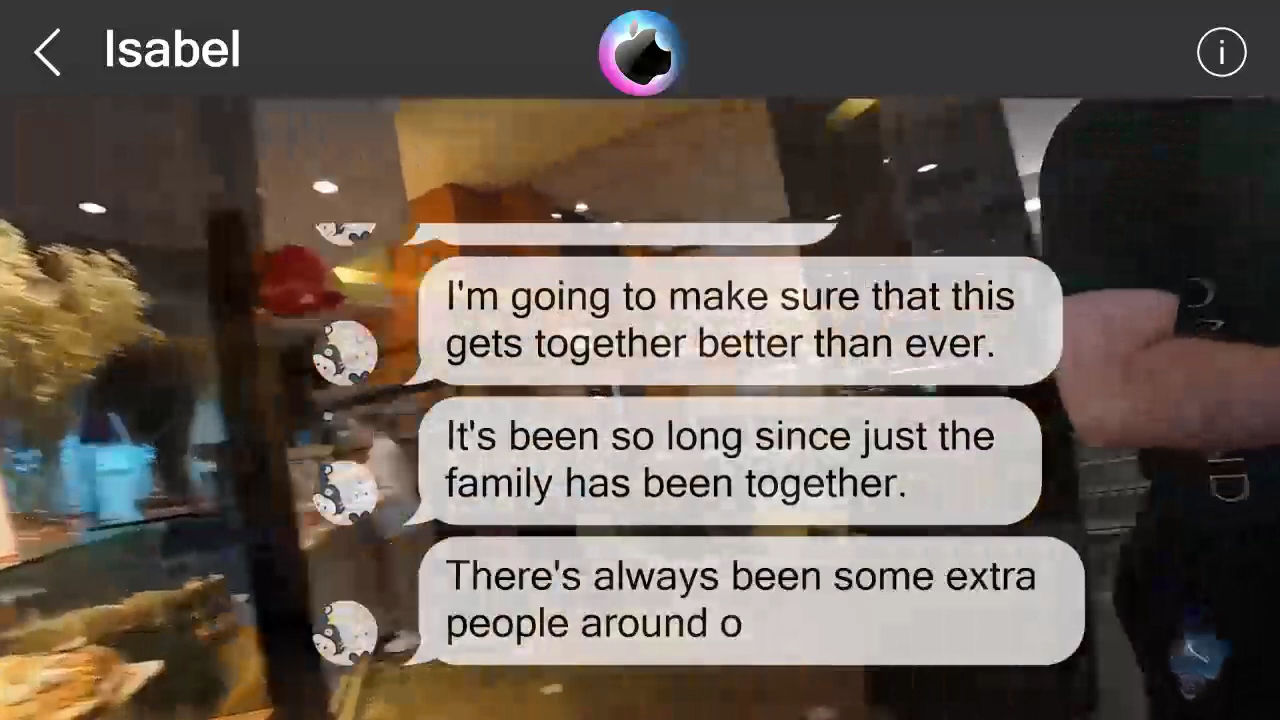 Isabel
I'm going to make sure that this
gets together better than ever.
It's been so long since just the
family has been together.
There's always been some extra
people around o